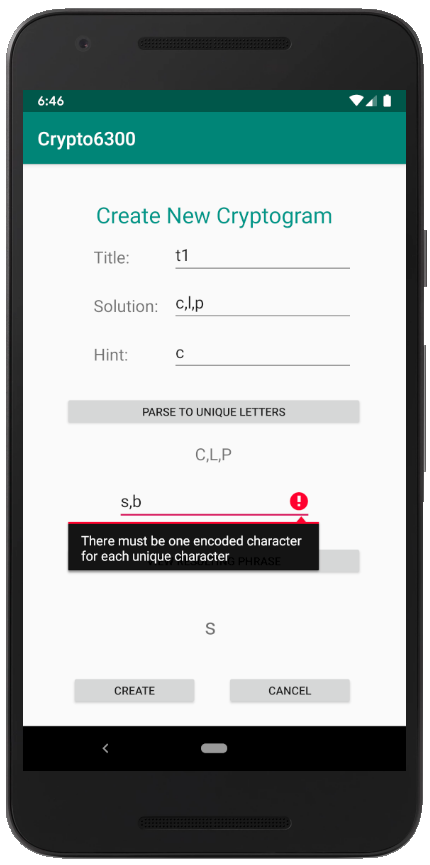 6:46
Crypto6300
Create New Cryptogram
Title: t1
Solution: c,l,p
Hint: c
PARSE TO UNIQUE LETTERS
C,L,P
s,b
There must be one encoded character
for each unique character
PHRASE
S
CREATE CANCEL